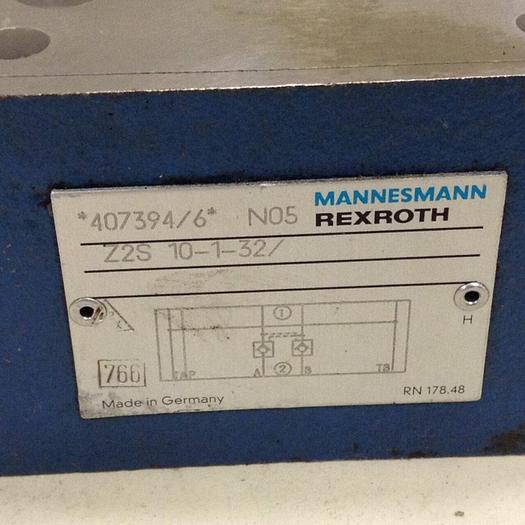 *407394/6* N05 MANNESMANN
REXROTH
Z2S 10-1-32/
1
H
766
A 2 B
Made in Germany
RN 178.48